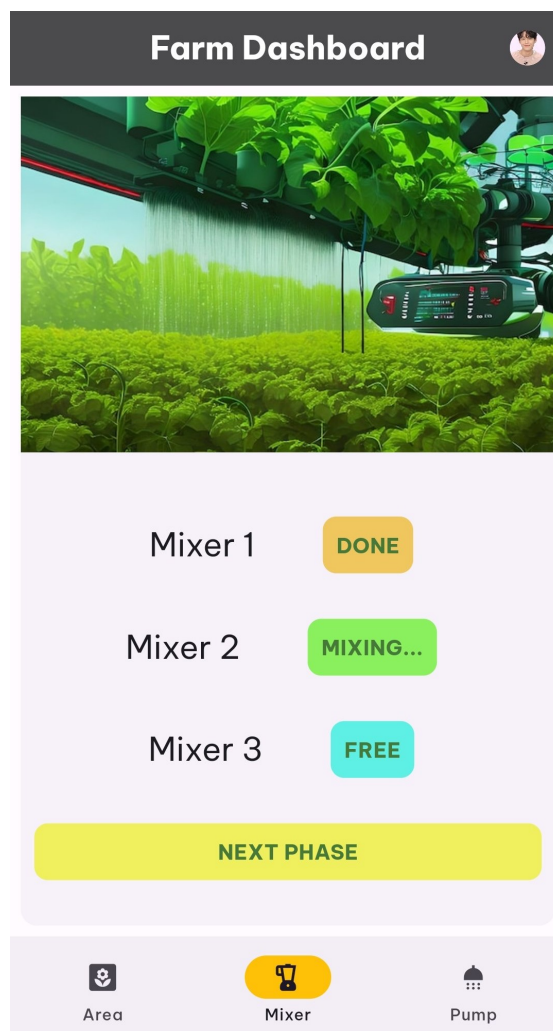 Farm Dashboard
Mixer 1 DONE
Mixer 2 MIXING...
Mixer 3 FREE
NEXT PHASE
Area Mixer Pump